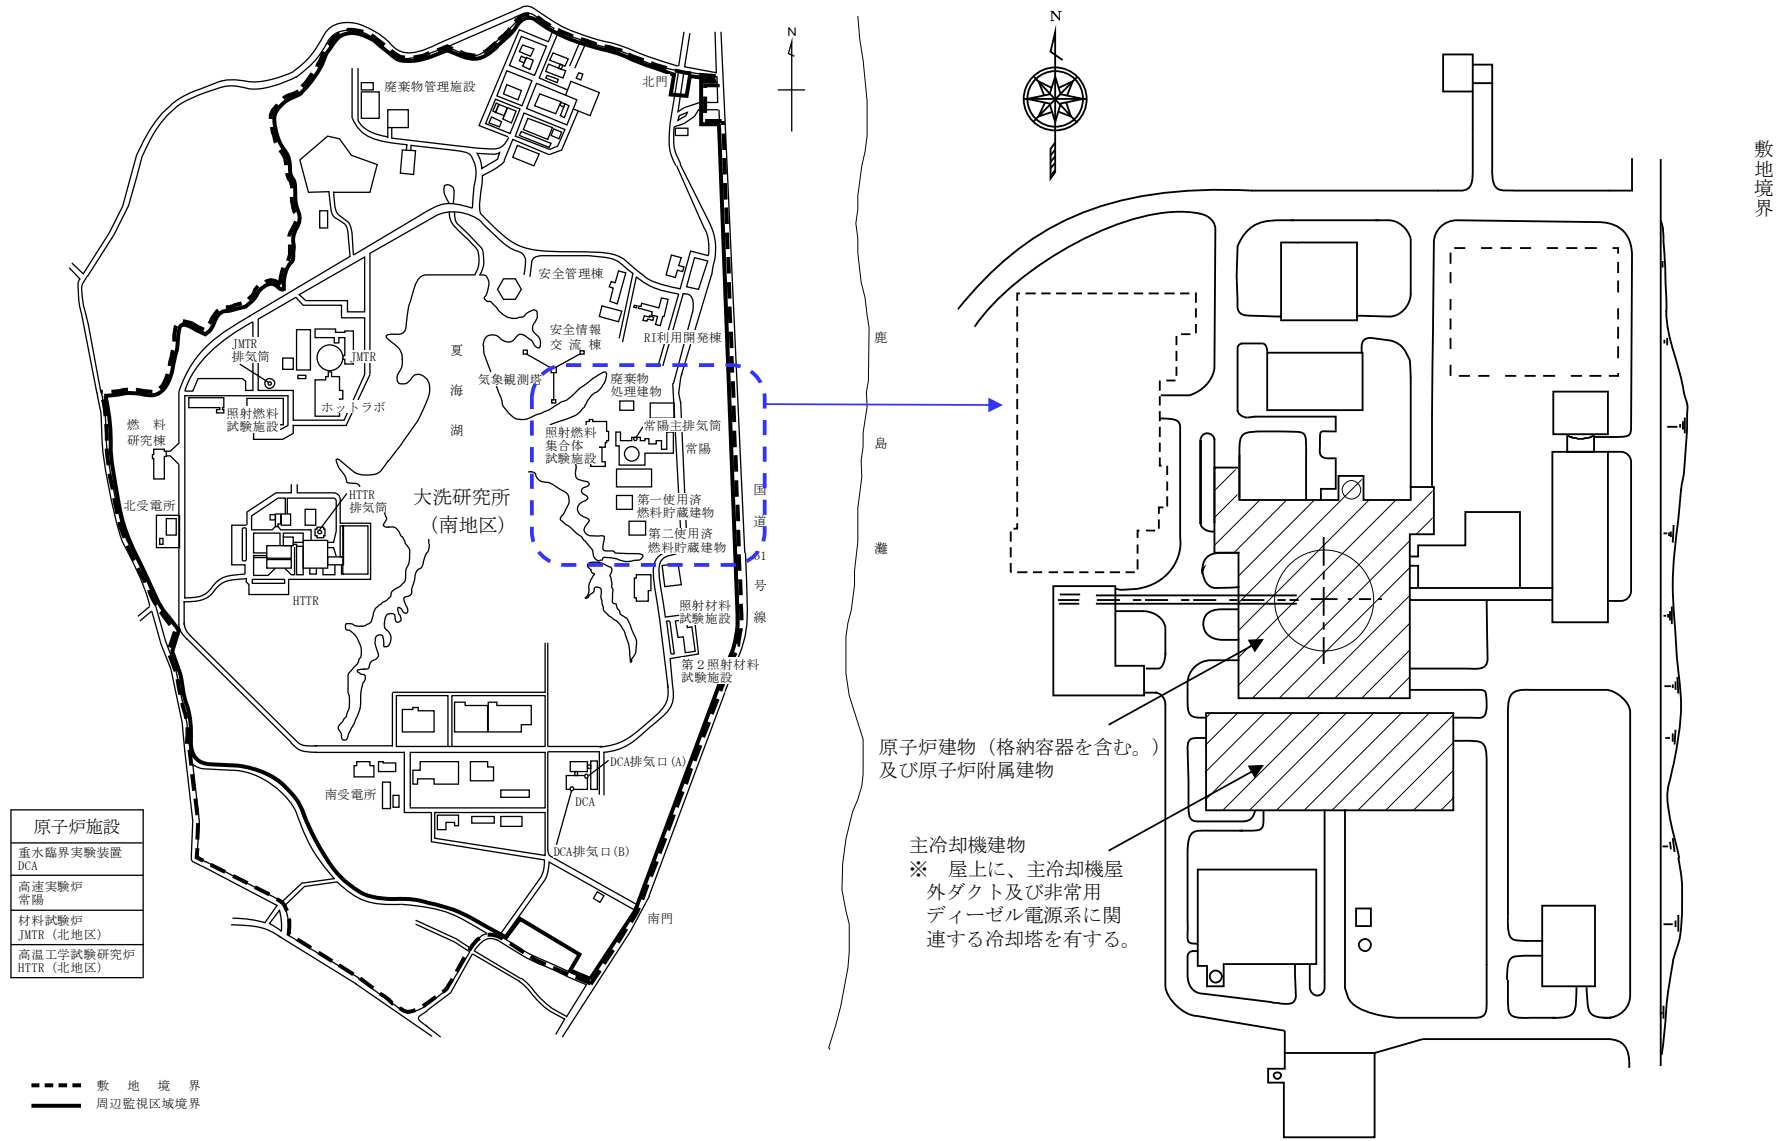 N
北門
廃棄物管理施設
安全管理棟
安全情報
交 流 棟
RI利用開発棟
気象観測塔
JMTR
排気筒
JMTR
ホットラボ
照射燃料
試験施設
燃 料
研究棟
北受電所
夏
海
湖
HTTR
排気筒
HTTR
大洗研究所
（南地区）
廃棄物
処理建物
常陽主排気筒
常陽
照射燃料
集合体
試験施設
第一使用済
燃料貯蔵建物
第二使用済
燃料貯蔵建物
国
道
51
号
線
照射材料
試験施設
第２照射材料
試験施設
鹿
島
灘
南受電所
DCA排気口(A)
DCA
DCA排気口(B)
南門
原子炉施設
重水臨界実験装置
DCA
高速実験炉
常陽
材料試験炉
JMTR（北地区）
高温工学試験研究炉
HTTR（北地区）
敷 地 境 界
周辺監視区域境界
N
敷地境界
原子炉建物（格納容器を含む。）
及び原子炉附属建物
主冷却機建物
※ 屋上に、主冷却機屋
外ダクト及び非常用
ディーゼル電源系に関
連する冷却塔を有する。